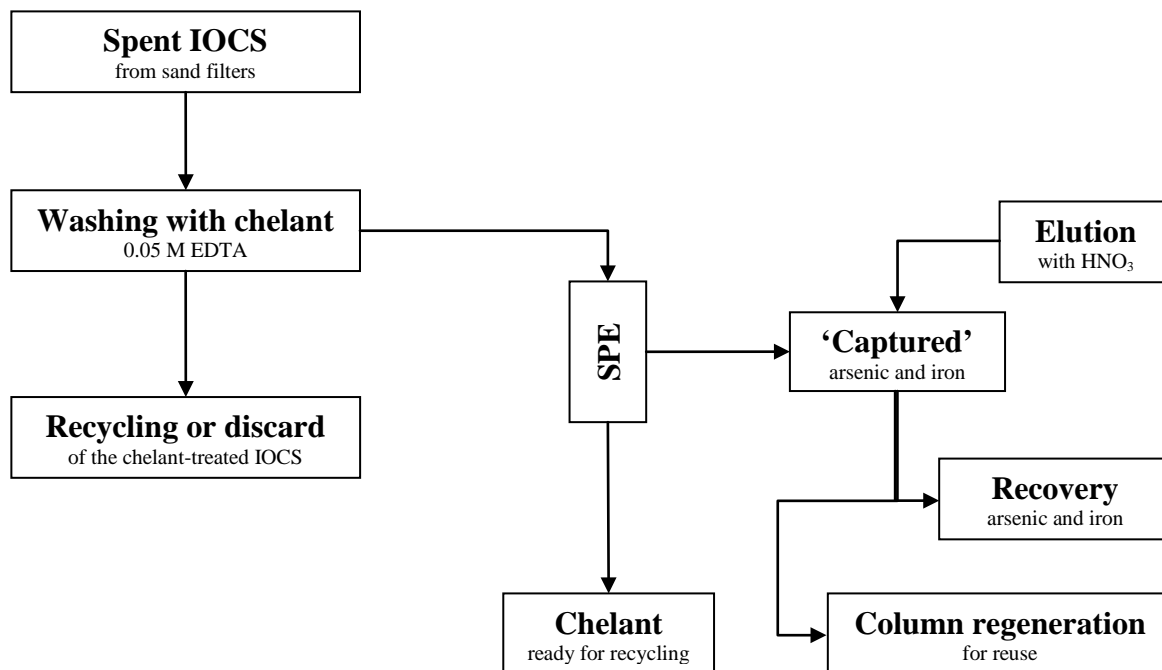 Spent IOCS
from sand filters
Washing with chelant
0.05 M EDTA
Recycling or discard
of the chelant-treated IOCS
SPE
Chelant
ready for recycling
Elution
with HNO₃
‘Captured’
arsenic and iron
Recovery
arsenic and iron
Column regeneration
for reuse